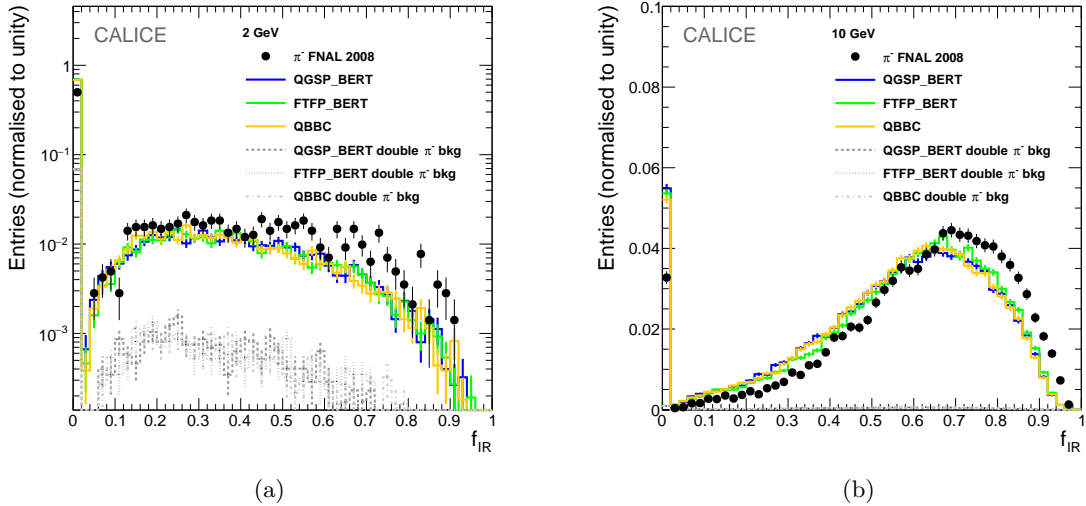 CALICE
2 GeV
π⁻ FNAL 2008
QGSP_BERT
FTFP_BERT
QBBC
QGSP_BERT double π⁻ bkg
FTFP_BERT double π⁻ bkg
QBBC double π⁻ bkg
Entries (normalised to unity)
1
10⁻¹
10⁻²
10⁻³
0 0.1 0.2 0.3 0.4 0.5 0.6 0.7 0.8 0.9 1
f_IR
(a)
CALICE
10 GeV
π⁻ FNAL 2008
QGSP_BERT
FTFP_BERT
QBBC
QGSP_BERT double π⁻ bkg
FTFP_BERT double π⁻ bkg
QBBC double π⁻ bkg
Entries (normalised to unity)
0.1
0.08
0.06
0.04
0.02
0
0 0.1 0.2 0.3 0.4 0.5 0.6 0.7 0.8 0.9 1
f_IR
(b)